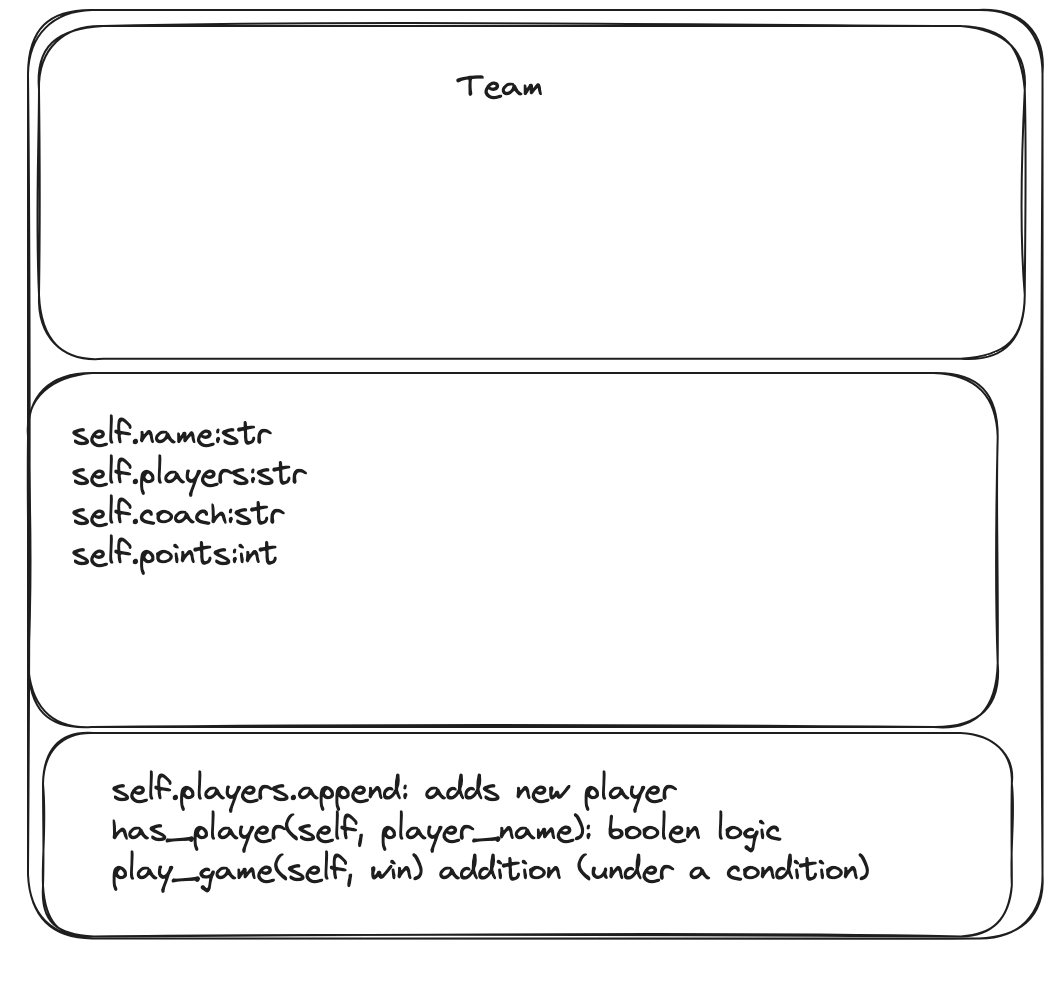 Team
self.name:str
self.players:str
self.coach:str
self.points:int
self.players.append: adds new player
has_player(self, player_name): boolen logic
play_game(self, win) addition (under a condition)